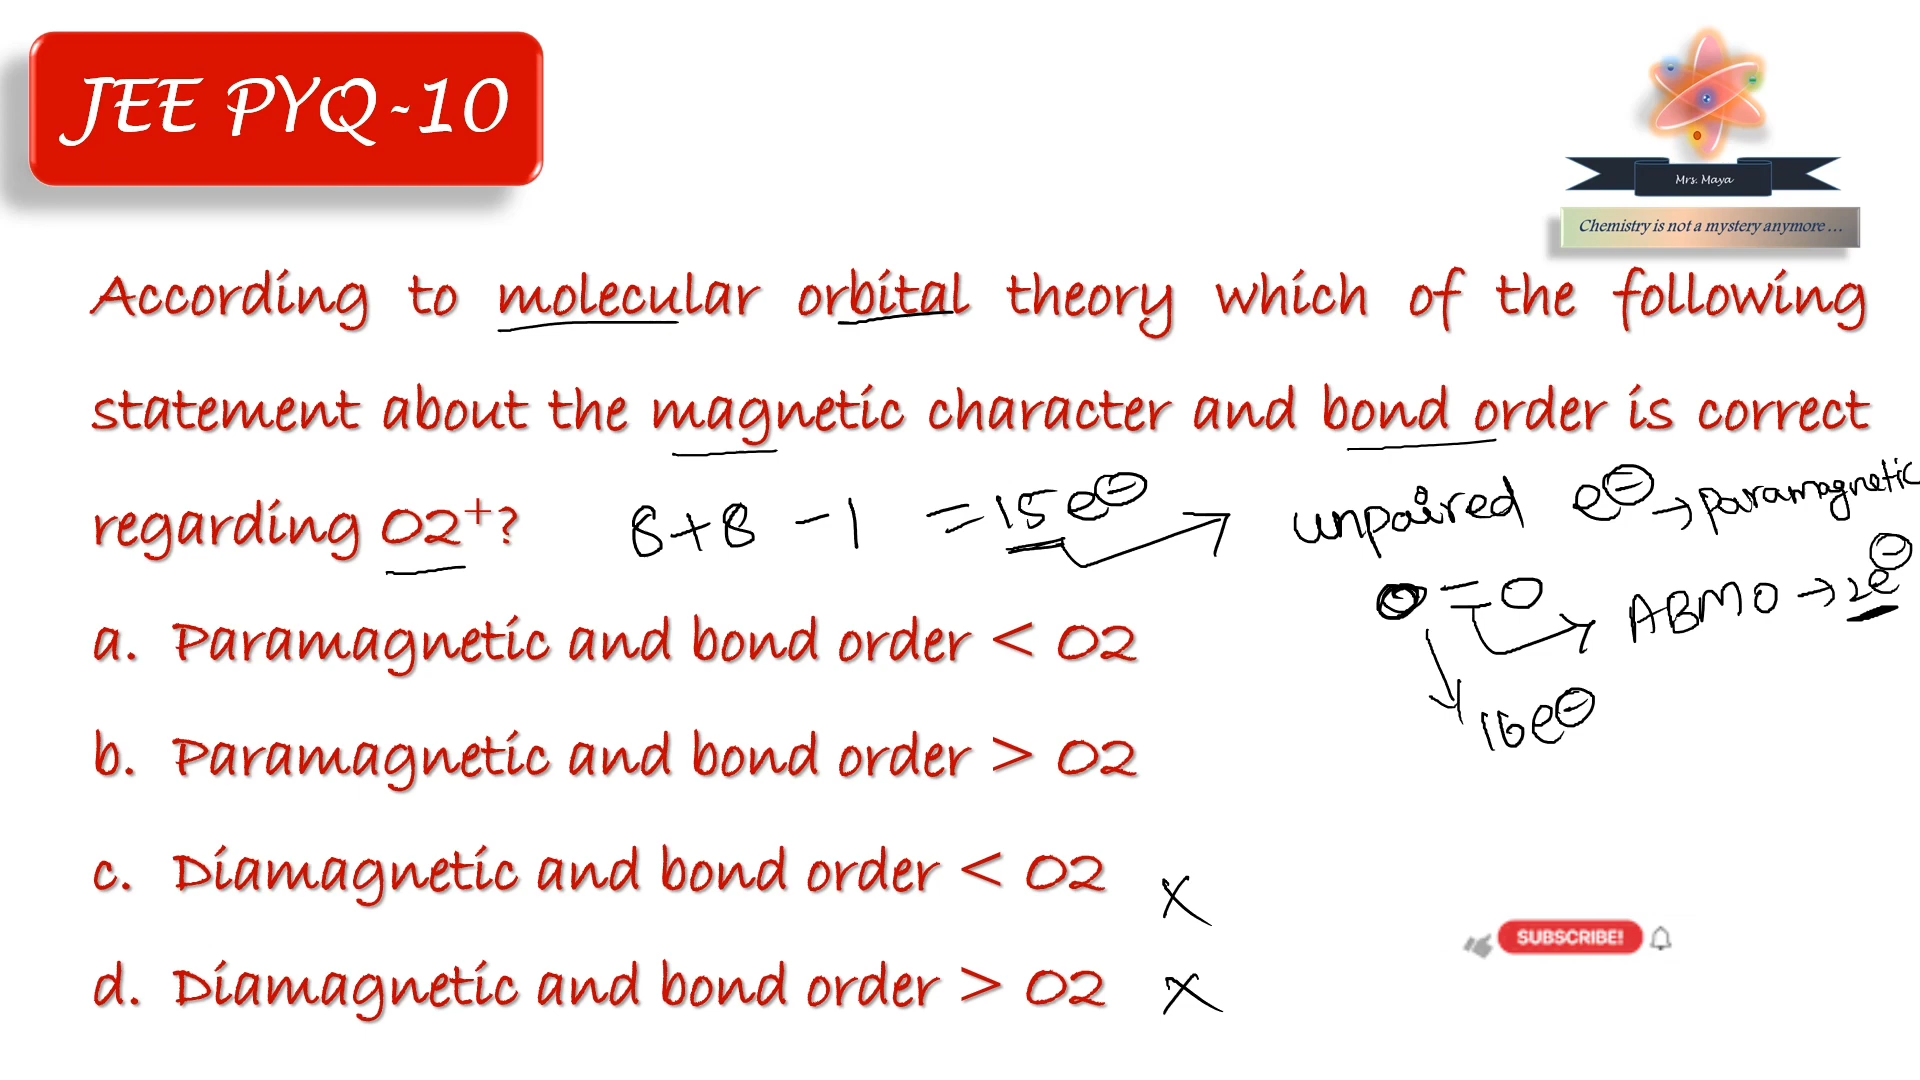 JEE PYQ-10
Mrs. Maya
Chemistry is not a mystery anymore...
According to molecular orbital theory which of the following
statement about the magnetic character and bond order is correct
regarding O2⁺?
8+8 -1 = 15e⊖
unpaired e⊖ → paramagnetic
O=O
ABMO → 2e⊖
16e⊖
a. Paramagnetic and bond order < O2
b. Paramagnetic and bond order > O2
c. Diamagnetic and bond order < O2 x
d. Diamagnetic and bond order > O2 x
SUBSCRIBE!